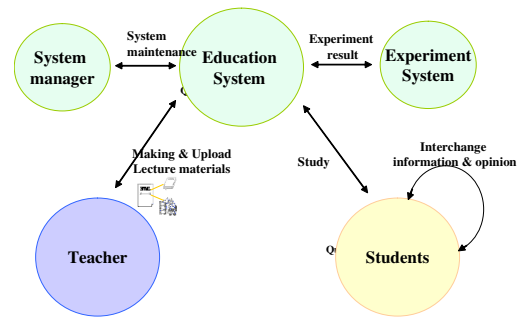 System
manager
System
maintenance
Education
System
Experiment
result
Experiment
System
Making & Upload
Lecture materials
Study
Interchange
information & opinion
Teacher
Students